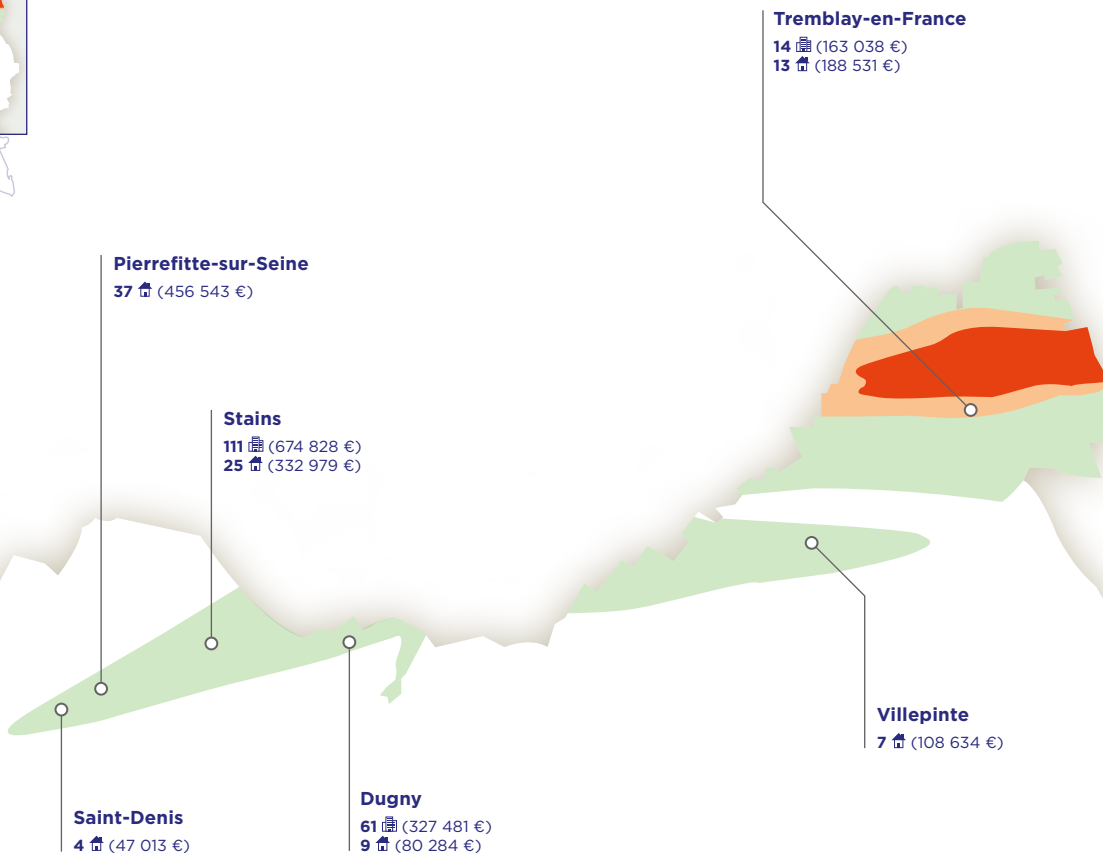 Tremblay-en-France
14 (163 038 €)
13 (188 531 €)
Pierrefitte-sur-Seine
37 (456 543 €)
Stains
111 (674 828 €)
25 (332 979 €)
Villepinte
7 (108 634 €)
Dugny
61 (327 481 €)
9 (80 284 €)
Saint-Denis
4 (47 013 €)